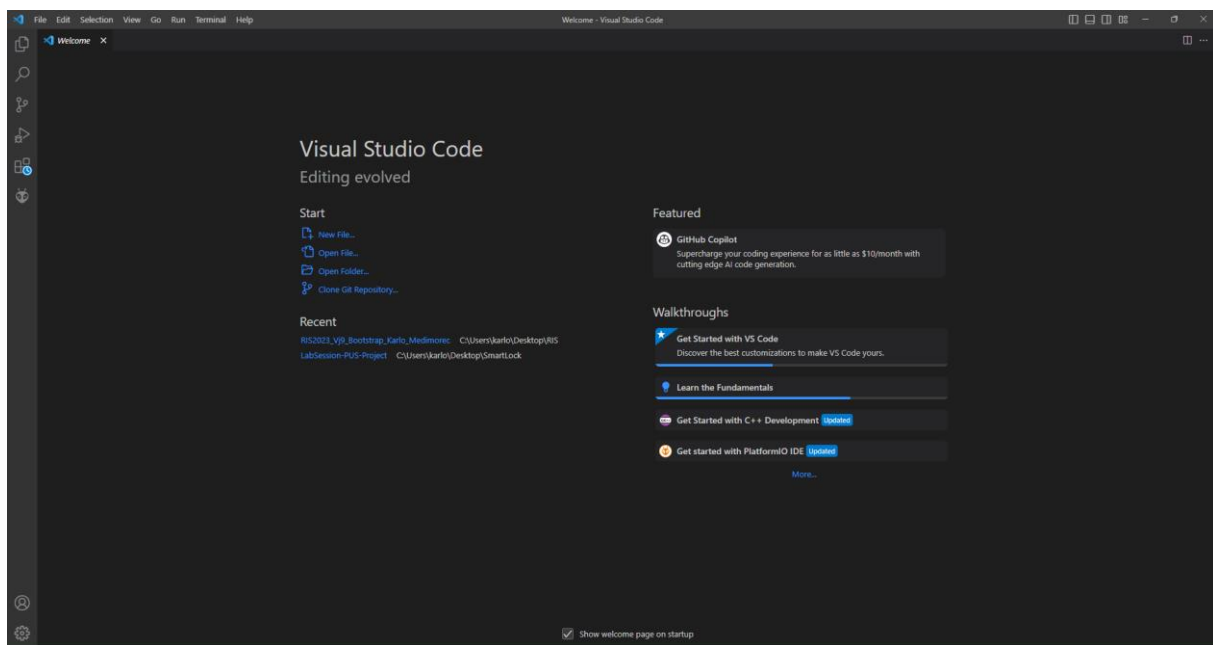 File Edit Selection View Go Run Terminal Help
Welcome - Visual Studio Code
Welcome
Visual Studio Code
Editing evolved
Start
New File...
Open File...
Open Folder...
Clone Git Repository...
Recent
RIS2023_Vj9_Bootstrap_Karlo_Medimorec C:\Users\karlo\Desktop\RIS
LabSession-PUS-Project C:\Users\karlo\Desktop\SmartLock
Featured
GitHub Copilot
Supercharge your coding experience for as little as $10/month with
cutting edge AI code generation.
Walkthroughs
Get Started with VS Code
Discover the best customizations to make VS Code yours.
Learn the Fundamentals
Get Started with C++ Development Updated
Get started with PlatformIO IDE Updated
More...
Show welcome page on startup